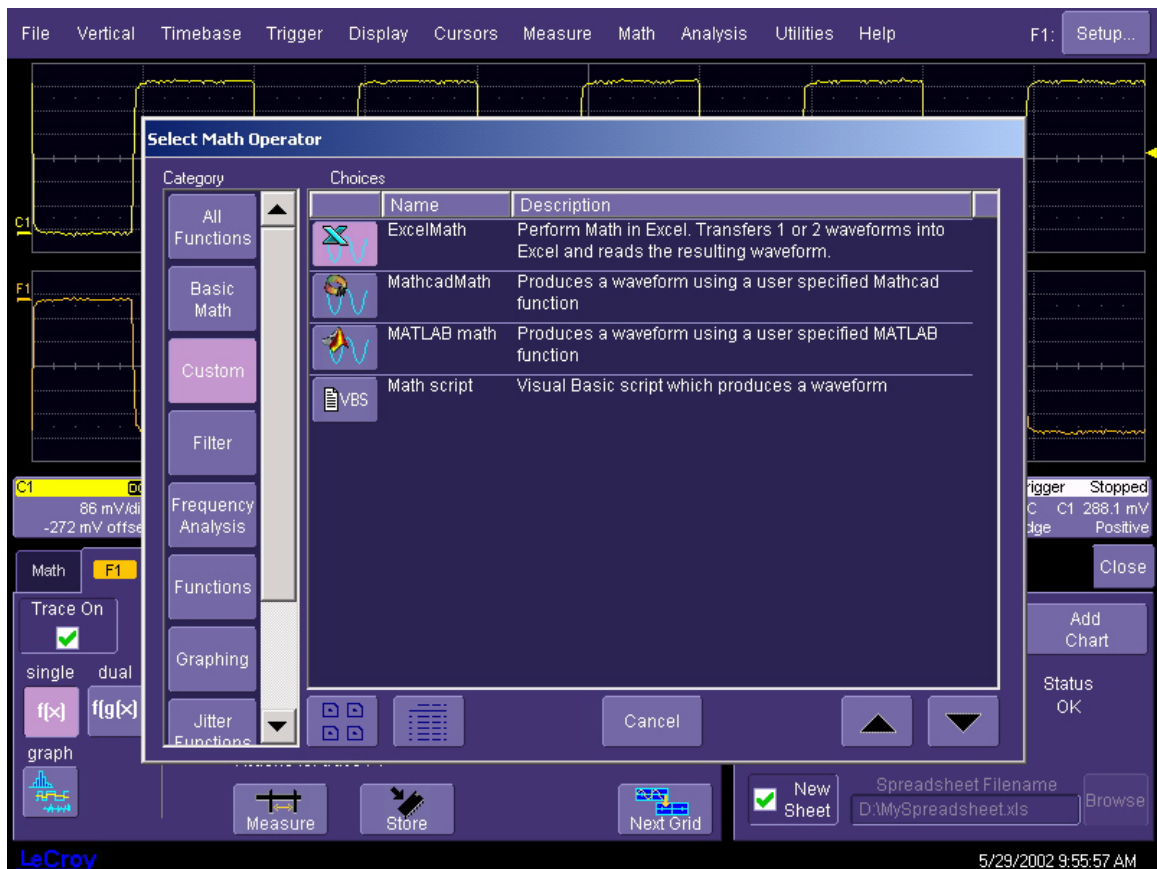 File Vertical Timebase Trigger Display Cursors Measure Math Analysis Utilities Help F1: Setup...
Select Math Operator
Category Choices
Name Description
All Functions
Basic Math
Custom
Filter
Frequency Analysis
Functions
Graphing
Jitter Functions
ExcelMath Perform Math in Excel. Transfers 1 or 2 waveforms into
Excel and reads the resulting waveform.
MathcadMath Produces a waveform using a user specified Mathcad
function
MATLAB math Produces a waveform using a user specified MATLAB
function
VBS Math script Visual Basic script which produces a waveform
Cancel
C1
F1
C1
86 mV/di
-272 mV offse
rigger Stopped
C C1 288.1 mV
dge Positive
Math F1 Close
Trace On
single dual
f(x) f(g(x)
graph
Measure Store Next Grid
Add Chart
Status
OK
New Sheet
Spreadsheet Filename
D:\MySpreadsheet.xls Browse
LeCroy 5/29/2002 9:55:57 AM